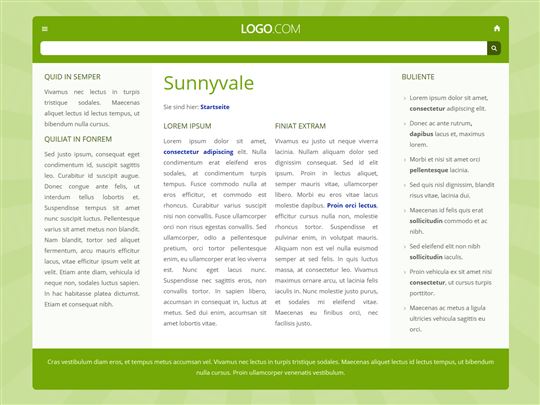 LOGO.COM
QUID IN SEMPER
Vivamus nec lectus in turpis
tristique sodales. Maecenas
aliquet lectus id lectus tempus, ut
bibendum nulla cursus.
QUILIAT IN FONREM
Sed justo ipsum, consequat eget
condimentum id, suscipit sagittis
leo. Curabitur id suscipit augue.
Donec congue ante felis, ut
interdum tellus lobortis et.
Suspendisse tempus sit amet
nunc suscipit luctus. Pellentesque
varius sit amet metus non blandit.
Nam blandit, tortor sed aliquet
fermentum, arcu mauris efficitur
lacus, vitae efficitur ipsum velit at
velit. Etiam ante diam, vehicula id
neque non, sodales luctus sapien.
In hac habitasse platea dictumst.
Etiam et consequat nibh.
Sunnyvale
Sie sind hier: Startseite
LOREM IPSUM
Lorem ipsum dolor sit amet,
consectetur adipiscing elit. Nulla
condimentum erat eleifend eros
sodales, at consequat diam
tempus. Fusce commodo nulla at
eros efficitur, et commodo est
rhoncus. Curabitur varius suscipit
nisi non convallis. Fusce ullamcorper
orci non risus egestas convallis. Sed
ullamcorper, odio a pellentesque
pretium, orci tortor pellentesque
enim, eu ullamcorper erat leo viverra
est. Nunc eget lacus nunc.
Suspendisse nec sagittis eros, non
convallis tortor. In sapien libero,
accumsan in consequat in, luctus at
metus. Sed dui enim, accumsan sit
amet lobortis vitae.
FINIAT EXTRAM
Vivamus eu justo ut neque viverra
lacinia. Nullam aliquam dolor sed
dignissim consequat. Sed id elit
ipsum. Proin in lectus aliquet,
semper mauris vitae, ullamcorper
libero. Morbi eu eros vitae lacus
molestie dapibus. Proin orci lectus,
efficitur cursus nulla non, molestie
rhoncus tortor. Suspendisse et
pulvinar enim, in volutpat mauris.
Aliquam non est vel nulla euismod
semper at sed felis. In quis luctus
massa, at consectetur leo. Vivamus
maximus ornare arcu, ut lacinia felis
iaculis in. Nunc molestie justo purus,
et sodales mi eleifend vitae.
Maecenas eu finibus orci, nec
facilisis justo.
BULIENTE
Lorem ipsum dolor sit amet,
consectetur adipiscing elit.
Donec ac ante rutrum,
dapibus lacus et, maximus
lorem.
Morbi et nisi sit amet orci
pellentesque lacinia.
Sed quis nisl dignissim, blandit
risus vitae, lacinia dui.
Maecenas id felis quis erat
sollicitudin commodo et ac
nibh.
Sed eleifend elit non nibh
sollicitudin iaculis.
Proin vehicula ex sit amet nisi
consectetur, ut cursus turpis
porttitor.
Maecenas ac metus a ligula
ultricies vehicula sagittis eu
orci.
Cras vestibulum diam eros, et tempus metus accumsan vel. Vivamus nec lectus in turpis tristique sodales. Maecenas aliquet lectus id lectus tempus, ut bibendum
nulla cursus. Proin ullamcorper venenatis vestibulum.